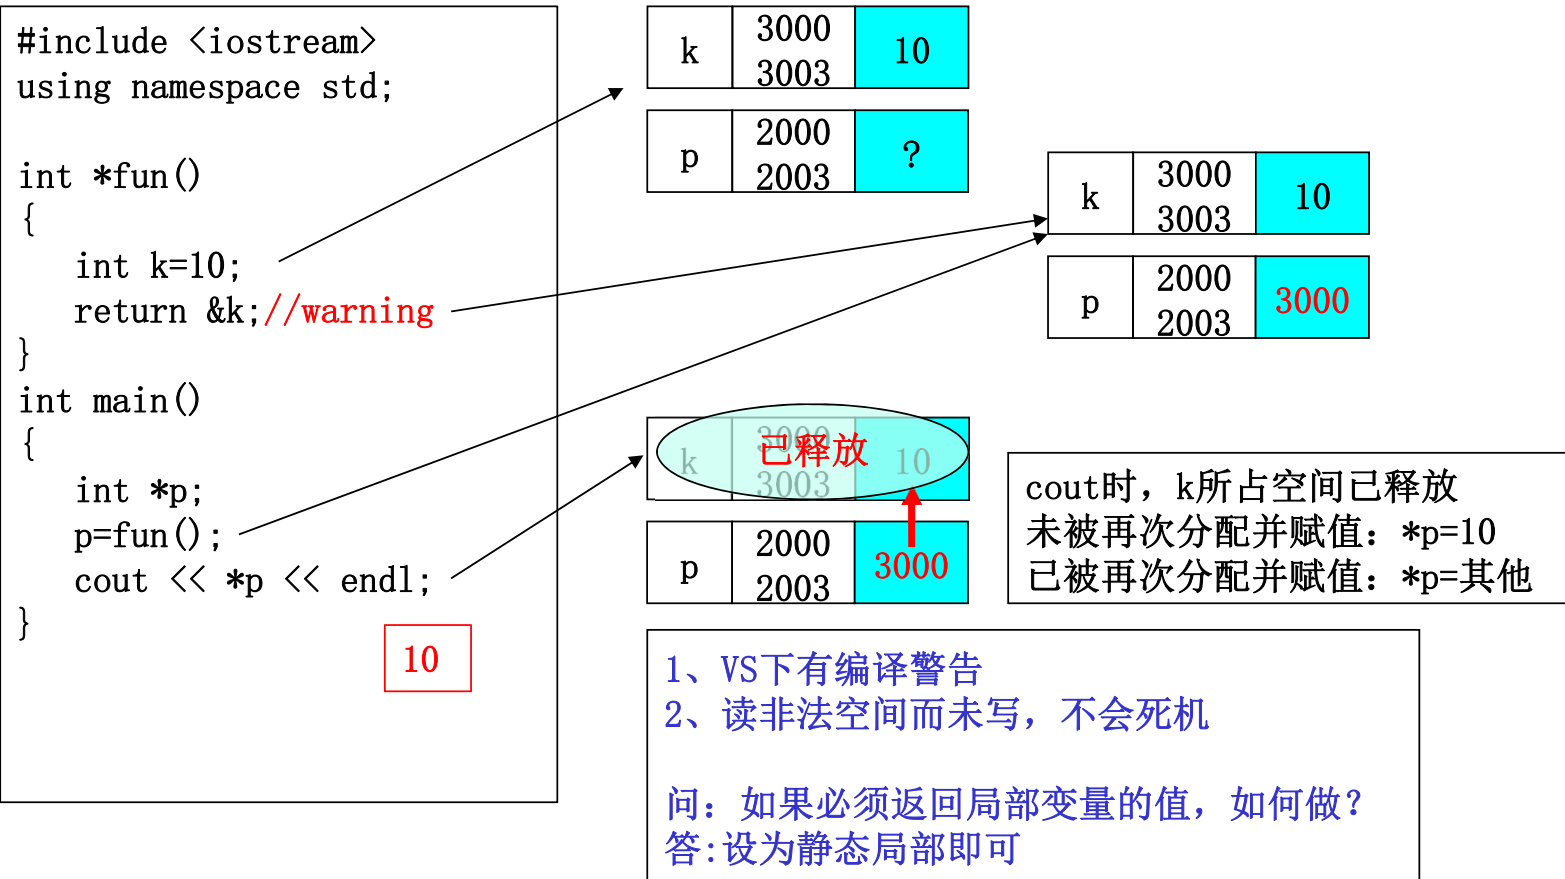 #include <iostream>
using namespace std;
int *fun()
{
int k=10;
return &k;//warning
}
int main()
{
int *p;
p=fun();
cout << *p << endl;
}
10
k
3000
3003
10
p
2000
2003
?
k
3000
3003
10
p
2000
2003
3000
k
3000
3003
10
已释放
p
2000
2003
3000
cout时，k所占空间已释放
未被再次分配并赋值：*p=10
已被再次分配并赋值：*p=其他
1、VS下有编译警告
2、读非法空间而未写，不会死机
问：如果必须返回局部变量的值，如何做？
答:设为静态局部即可